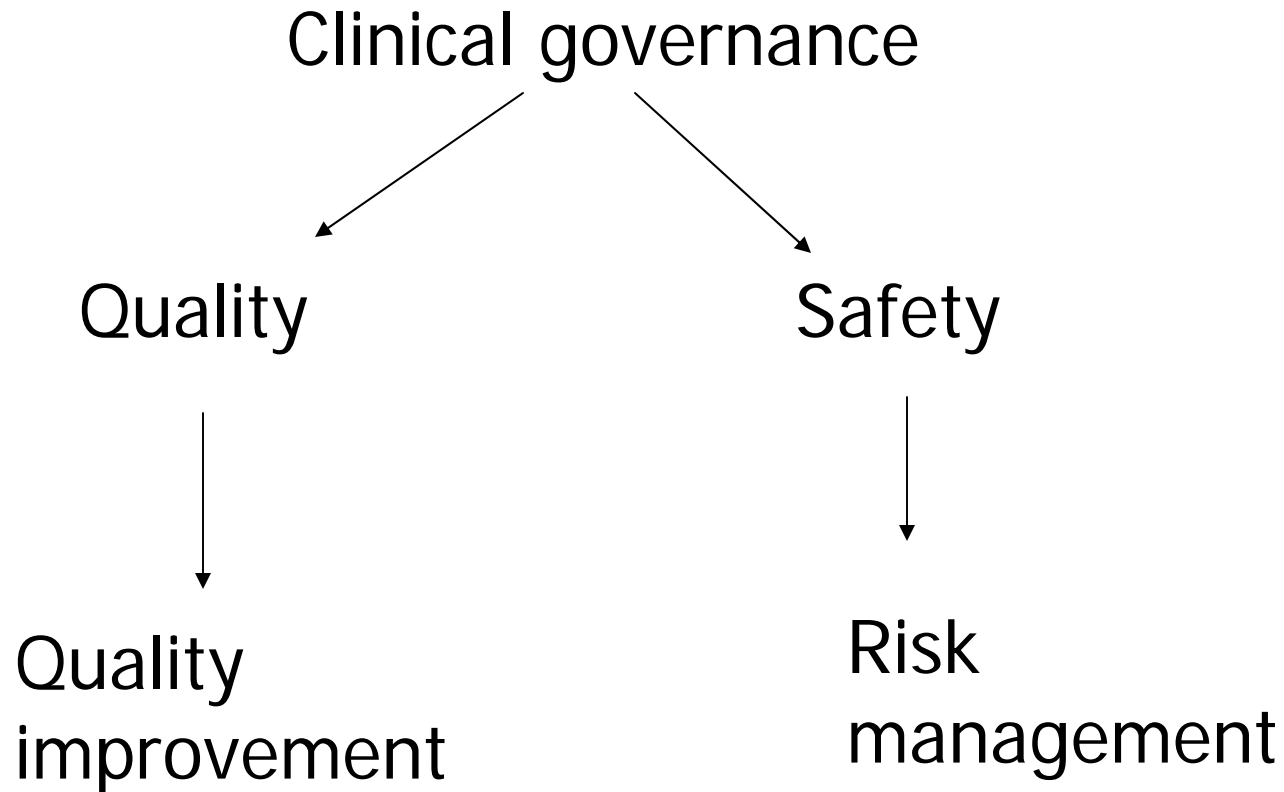 Clinical governance
Quality
Safety
Quality
improvement
Risk
management